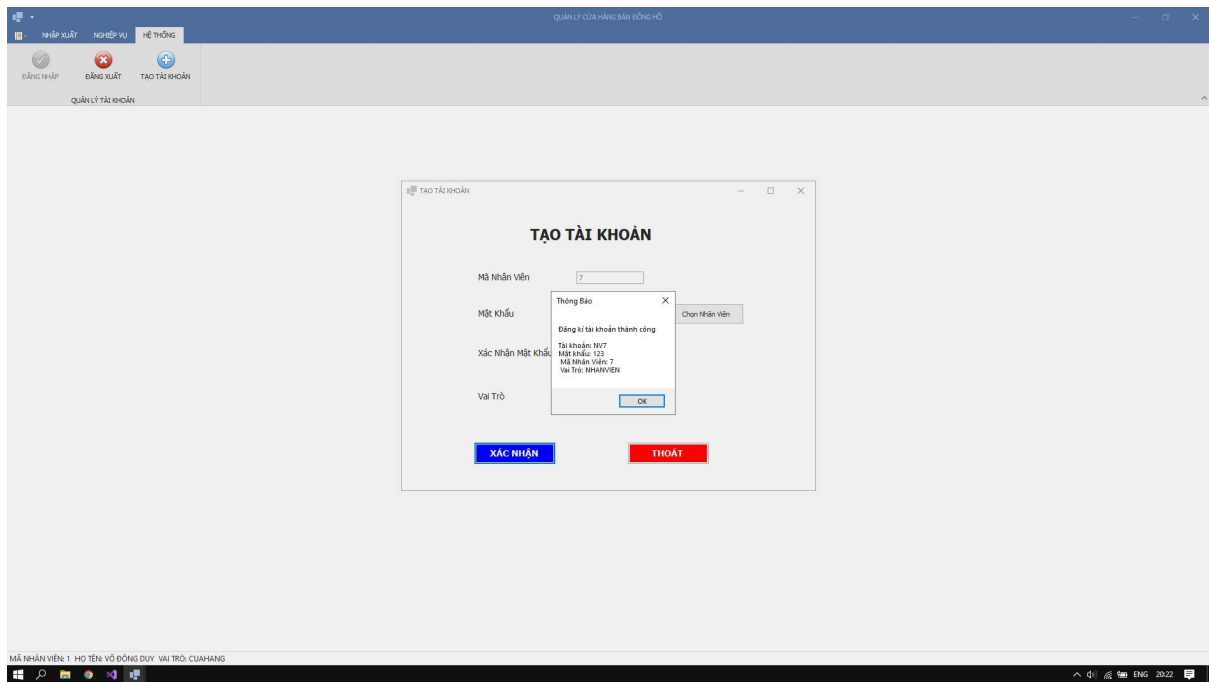 QUẢN LÝ CỬA HÀNG BÁN ĐỒNG HỒ
NHẬP XUẤT NGHIỆP VỤ HỆ THỐNG
ĐĂNG NHẬP ĐĂNG XUẤT TẠO TÀI KHOẢN
QUẢN LÝ TÀI KHOẢN
TẠO TÀI KHOẢN
TẠO TÀI KHOẢN
Mã Nhân Viên 7
Thông Báo
Mật Khẩu
Chọn Nhân Viên
Đăng kí tài khoản thành công
Tài khoản: NV7
Xác Nhận Mật Khẩu
Mật khẩu: 123
Mã Nhân Viên: 7
Vai Trò: NHANVIEN
Vai Trò
OK
XÁC NHẬN THOÁT
MÃ NHÂN VIÊN: 1 HỌ TÊN: VÕ ĐÔNG DUY VAI TRÒ: CUAHANG
ENG 20:22